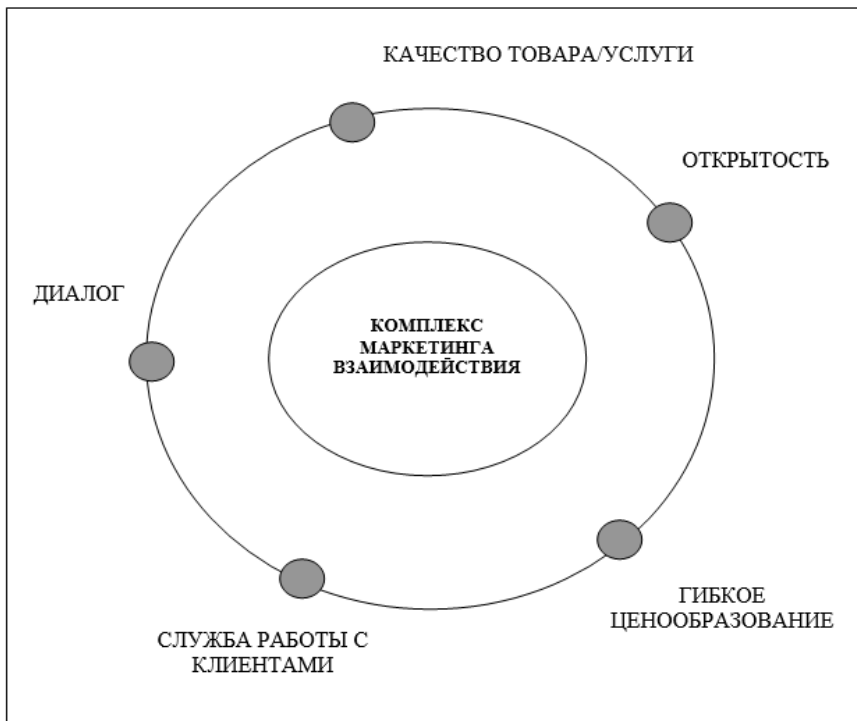 КАЧЕСТВО ТОВАРА/УСЛУГИ
ОТКРЫТОСТЬ
ДИАЛОГ
КОМПЛЕКС
МАРКЕТИНГА
ВЗАИМОДЕЙСТВИЯ
ГИБКОЕ
ЦЕНООБРАЗОВАНИЕ
СЛУЖБА РАБОТЫ С
КЛИЕНТАМИ